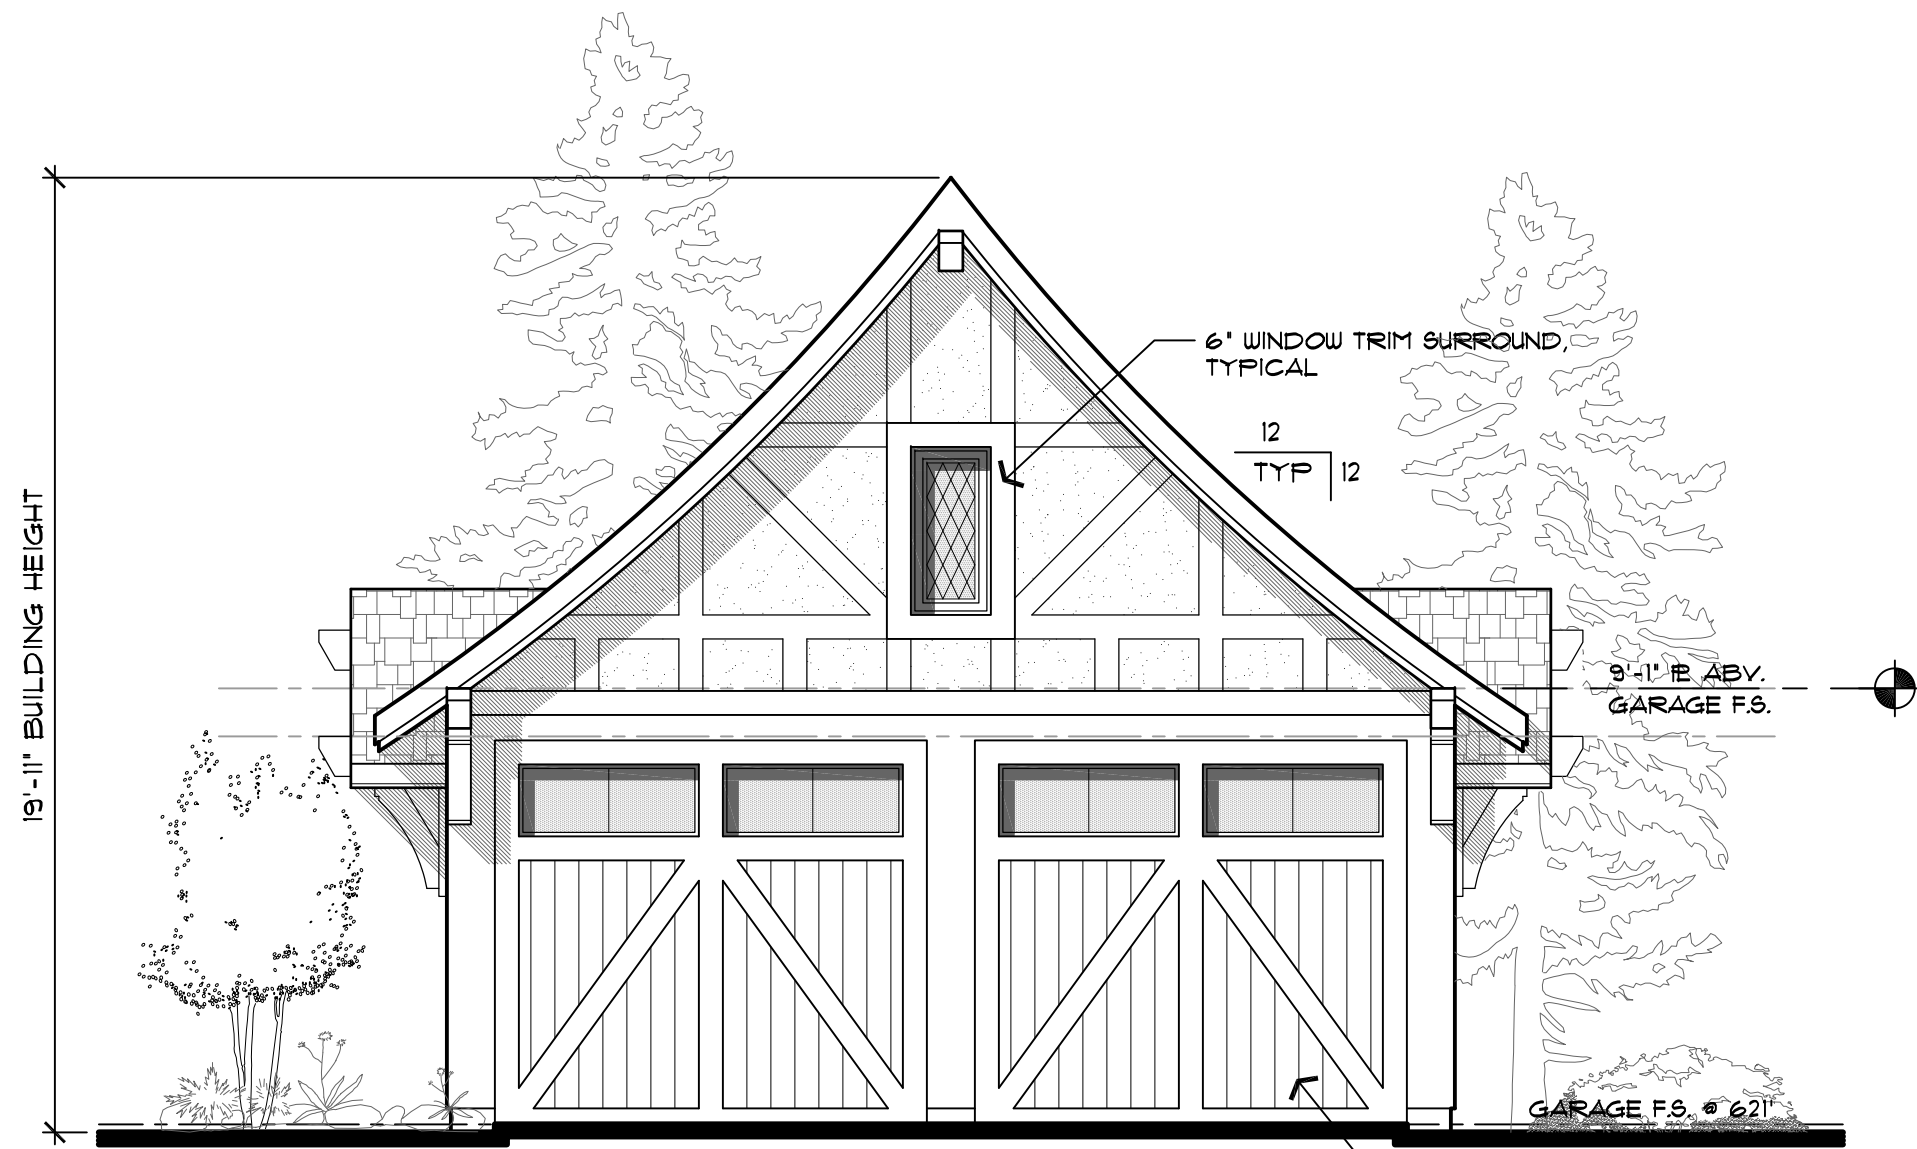 19'-11" BUILDING HEIGHT
6" WINDOW TRIM SURROUND,
TYPICAL
12
TYP 12
9'-1" PL ABV.
GARAGE F.S.
GARAGE F.S. @ 621'